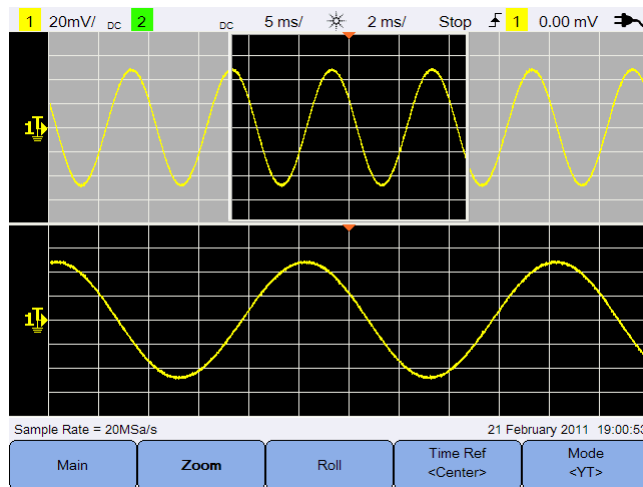 1 20mV/ DC 2 DC 5 ms/ 2 ms/ Stop 1 0.00 mV
1
1
Sample Rate = 20MSa/s 21 February 2011 19:00:53
Main Zoom Roll Time Ref <Center> Mode <YT>